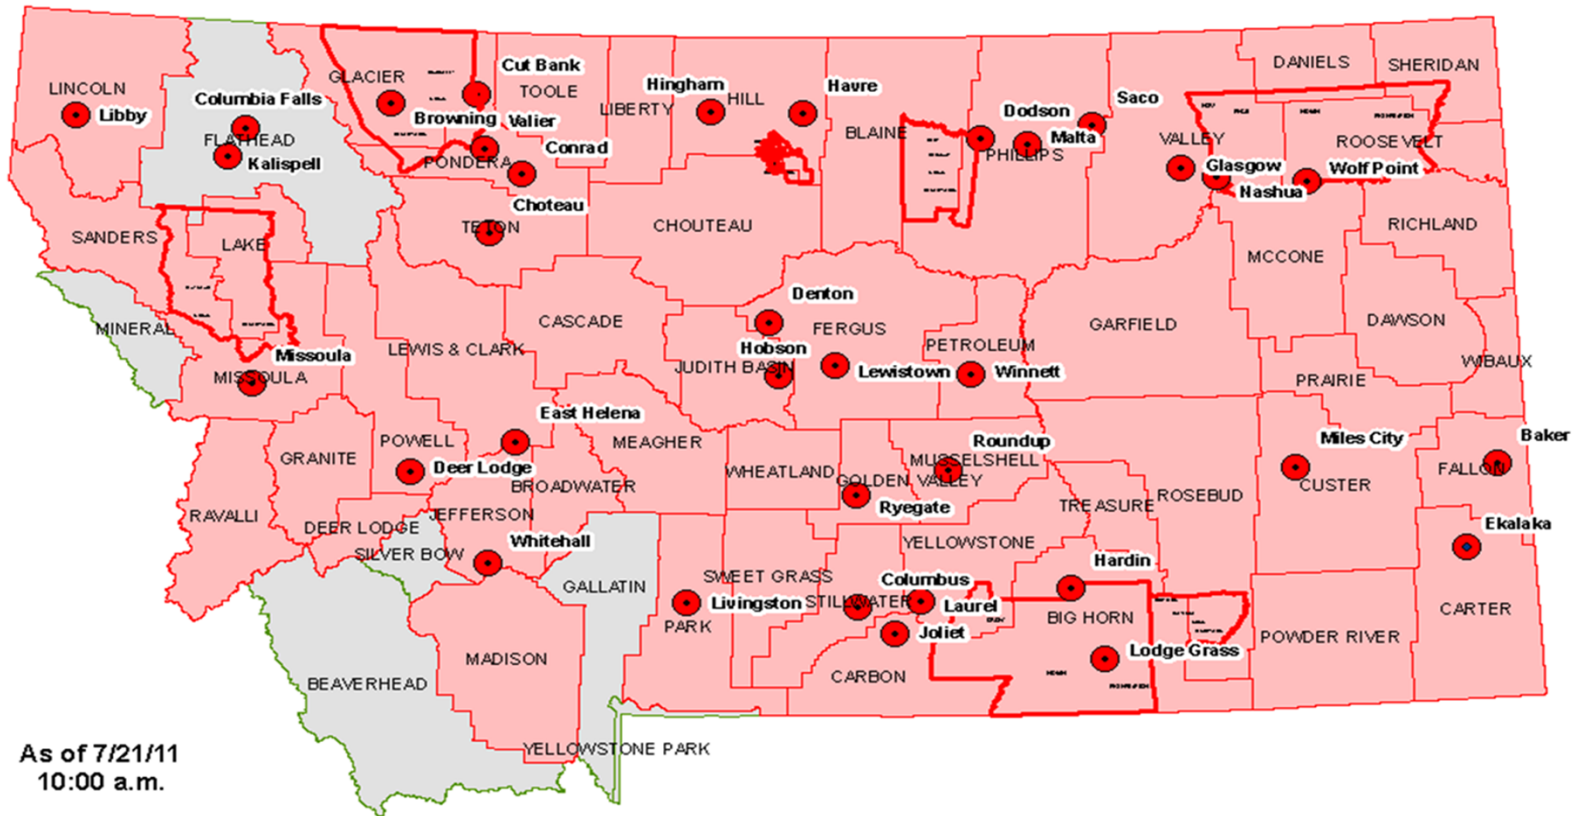 DANIELS
SHERIDAN
Cut Bank
GLACIER
LINCOLN
TOOLE
Hingham
Havre
Libby
Columbia Falls
LIBERTY
HILL
Saco
Dodson
Browning
Valier
BLAINE
Malta
VALLEY
ROOSEVELT
FLATHEAD
Kalispell
PONDERA
Conrad
PHILLIPS
Glasgow
Wolf Point
Nashua
Choteau
TETON
CHOUTEAU
RICHLAND
SANDERS
LAKE
MCCONE
Denton
MINERAL
CASCADE
FERGUS
GARFIELD
DAWSON
Missoula
LEWIS & CLARK
Hobson
PETROLEUM
WIBAUX
MISSOULA
JUDITH BASIN
Lewistown
Winnett
PRAIRIE
East Helena
POWELL
MEAGHER
Roundup
Miles City
Baker
GRANITE
Deer Lodge
WHEATLAND
MUSSELSHELL
FALLON
BROADWATER
GOLDEN VALLEY
ROSEBUD
CUSTER
RAVALLI
DEER LODGE
JEFFERSON
Ryegate
TREASURE
Ekalaka
SILVER BOW
Whitehall
YELLOWSTONE
Hardin
GALLATIN
SWEET GRASS
Columbus
Livingston
STILLWATER
Laurel
BIG HORN
CARTER
PARK
Joliet
POWDER RIVER
MADISON
Lodge Grass
BEAVERHEAD
CARBON
YELLOWSTONE PARK
As of 7/21/11
10:00 a.m.